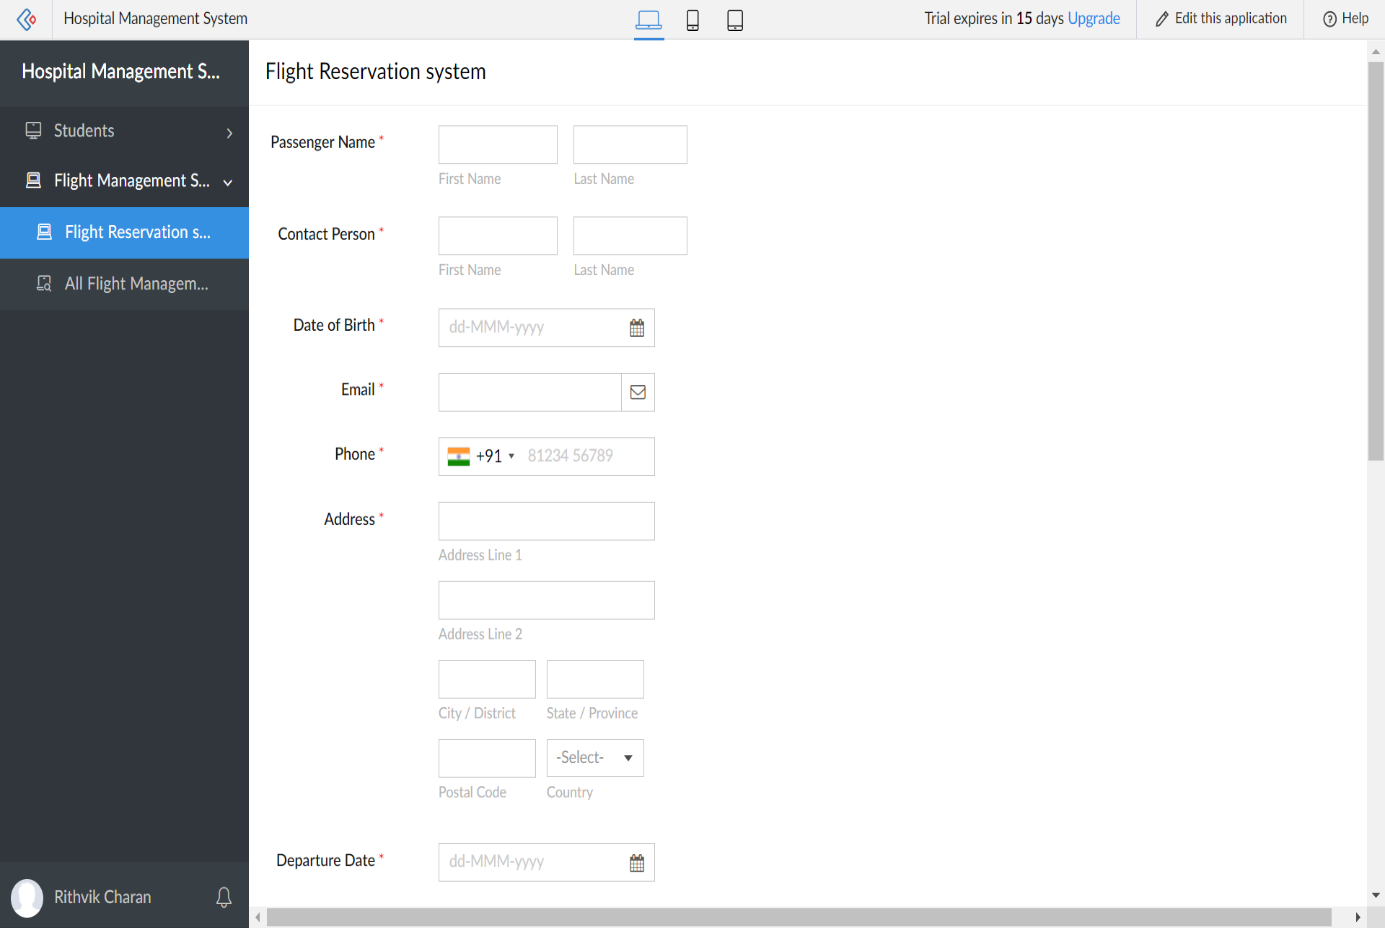 Hospital Management System
Trial expires in 15 days Upgrade
Edit this application
Help
Hospital Management S...
Students
Flight Management S...
Flight Reservation s...
All Flight Managem...
Rithvik Charan
Flight Reservation system
Passenger Name *
First Name Last Name
Contact Person *
First Name Last Name
Date of Birth *
dd-MMM-yyyy
Email *
Phone *
+91 81234 56789
Address *
Address Line 1
Address Line 2
City / District State / Province
-Select-
Postal Code Country
Departure Date *
dd-MMM-yyyy